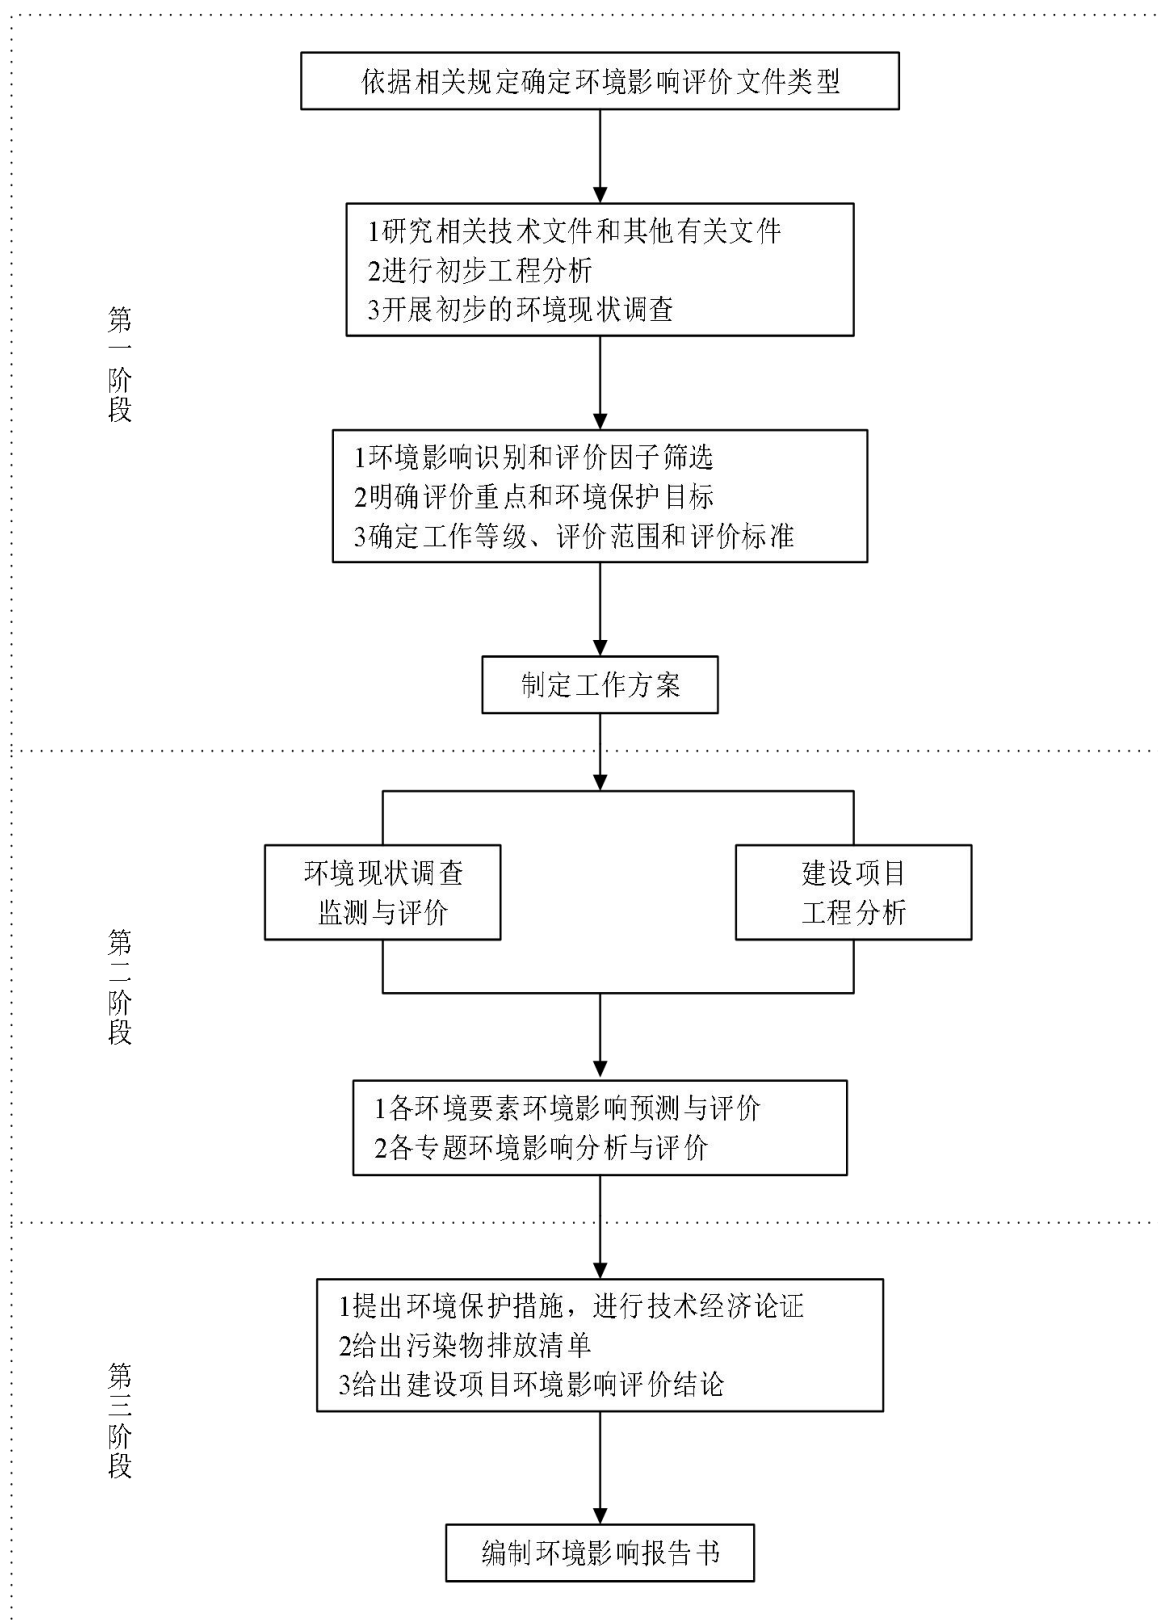 依据相关规定确定环境影响评价文件类型
1研究相关技术文件和其他有关文件
2进行初步工程分析
3开展初步的环境现状调查
第一阶段
1环境影响识别和评价因子筛选
2明确评价重点和环境保护目标
3确定工作等级、评价范围和评价标准
制定工作方案
环境现状调查
监测与评价
建设项目
工程分析
第二阶段
1各环境要素环境影响预测与评价
2各专题环境影响分析与评价
1提出环境保护措施，进行技术经济论证
2给出污染物排放清单
3给出建设项目环境影响评价结论
第三阶段
编制环境影响报告书